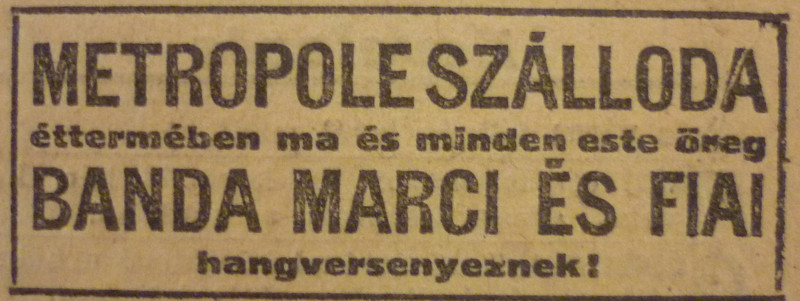 METROPOLE SZÁLLODA
éttermében ma és minden este öreg
BANDA MARCI ÉS FIAI
hangversenyeznek!